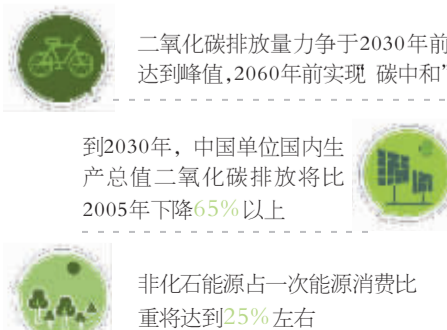 二氧化碳排放量力争于2030年前
达到峰值,2060年前实现"碳中和"
到2030年，中国单位国内生
产总值二氧化碳排放将比
2005年下降65%以上
非化石能源占一次能源消费比
重将达到25%左右